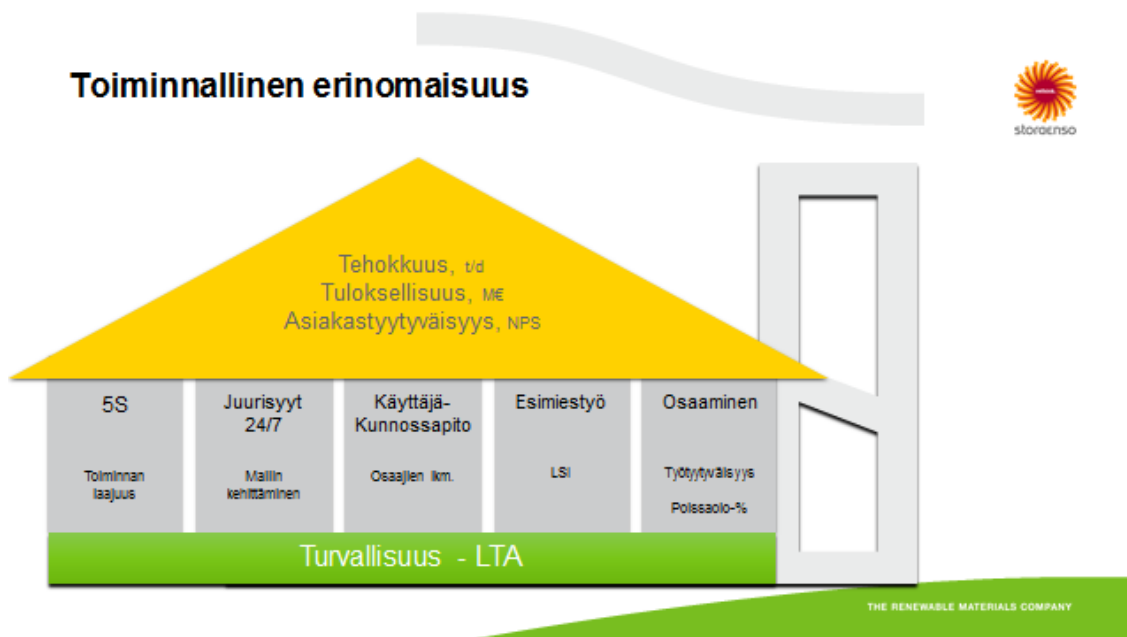 Toiminnallinen erinomaisuus
storaenso
Tehokkuus, t/d
Tuloksellisuus, M€
Asiakastyytyväisyys, NPS
5S
Toiminnan
laajuus
Juurisyyt
24/7
Mallin
kehittäminen
Käyttäjä-
Kunnossapito
Osaajien lkm.
Esimiestyö
LSI
Osaaminen
Työtyytyväisyys
Poissaolo-%
Turvallisuus - LTA
THE RENEWABLE MATERIALS COMPANY